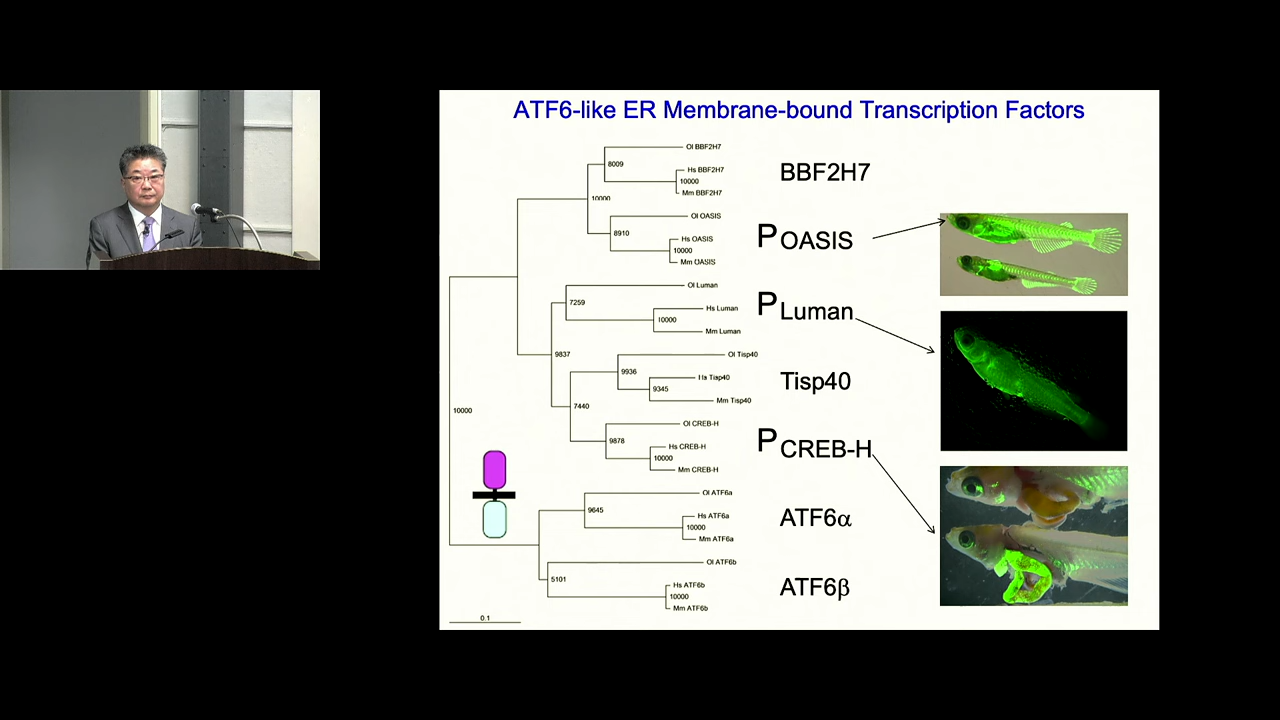 ATF6-like ER Membrane-bound Transcription Factors
Ol BBF2H7
8009
Hs BBF2H7
10000
Mm BBF2H7
BBF2H7
10000
Ol OASIS
8910
Hs OASIS
10000
Mm OASIS
P OASIS
Ol Luman
7259
Hs Luman
10000
Mm Luman
P Luman
9837
Ol Tisp40
9936
Hs Tisp40
9345
Mm Tisp40
Tisp40
7440
10000
Ol CREB-H
9878
Hs CREB-H
10000
Mm CREB-H
P CREB-H
Ol ATF6a
9645
Hs ATF6a
10000
Mm ATF6a
ATF6α
Ol ATF6b
5101
Hs ATF6b
10000
Mm ATF6b
ATF6β
0.1